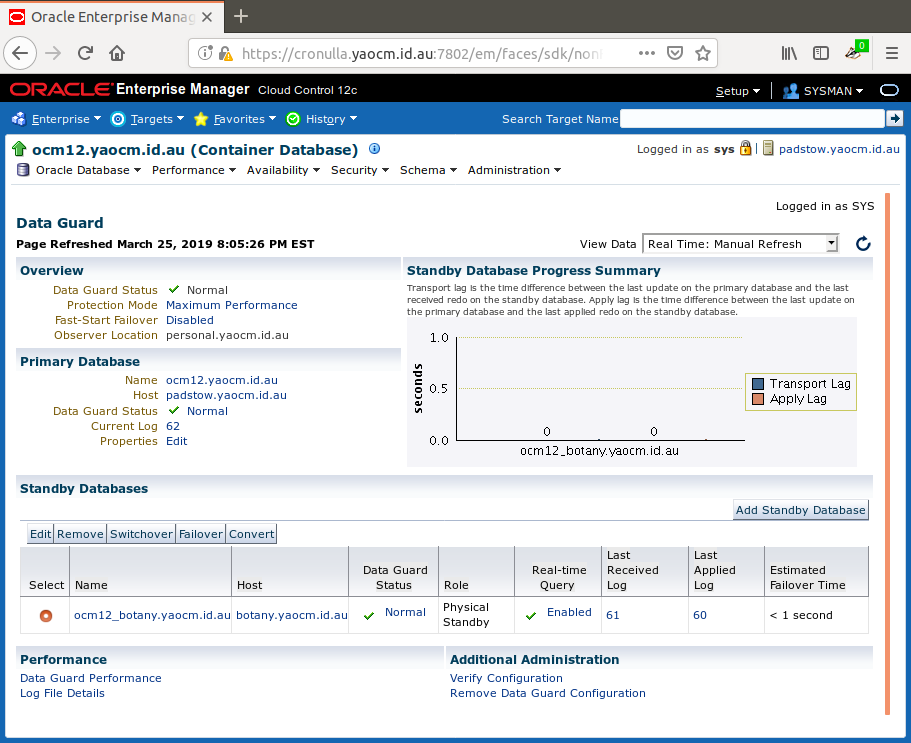 Oracle Enterprise Manag
https://cronulla.yaocm.id.au:7802/em/faces/sdk/non
0
ORACLE Enterprise Manager Cloud Control 12c
Setup SYSMAN
Enterprise Targets Favorites History Search Target Name
ocm12.yaocm.id.au (Container Database) Logged in as sys padstow.yaocm.id.au
Oracle Database Performance Availability Security Schema Administration
Logged in as SYS
Data Guard
Page Refreshed March 25, 2019 8:05:26 PM EST View Data Real Time: Manual Refresh
Overview
Data Guard Status Normal
Protection Mode Maximum Performance
Fast-Start Failover Disabled
Observer Location personal.yaocm.id.au
Primary Database
Name ocm12.yaocm.id.au
Host padstow.yaocm.id.au
Data Guard Status Normal
Current Log 62
Properties Edit
Standby Database Progress Summary
Transport lag is the time difference between the last update on the primary database and the last
received redo on the standby database. Apply lag is the time difference between the last update on
the primary database and the last applied redo on the standby database.
1.0
0.5
0.0
seconds
0 0
ocm12_botany.yaocm.id.au
Transport Lag
Apply Lag
Standby Databases
Add Standby Database
Edit Remove Switchover Failover Convert
Select Name Host Data Guard Status Role Real-time Query Last Received Log Last Applied Log Estimated Failover Time
ocm12_botany.yaocm.id.au botany.yaocm.id.au Normal Physical Standby Enabled 61 60 < 1 second
Performance
Data Guard Performance
Log File Details
Additional Administration
Verify Configuration
Remove Data Guard Configuration